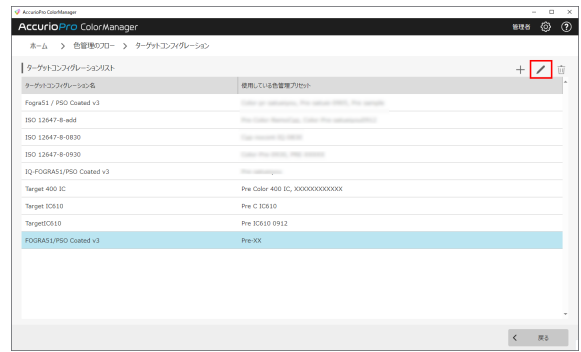 AccurioPro ColorManager
AccurioPro ColorManager 管理者
ホーム > 色管理のフロー > ターゲットコンフィグレーション
ターゲットコンフィグレーションリスト
ターゲットコンフィグレーション名 使用している色管理プリセット
Fogra51 / PSO Coated v3
ISO 12647-8-add
ISO 12647-8-0830
ISO 12647-8-0930
IQ-FOGRA51/PSO Coated v3
Target 400 IC Pre Color 400 IC, XXXXXXXXXXXX
Target IC610 Pre C IC610
TargetIC610 Pre IC610 0912
FOGRA51/PSO Coated v3 Pre-XX
戻る